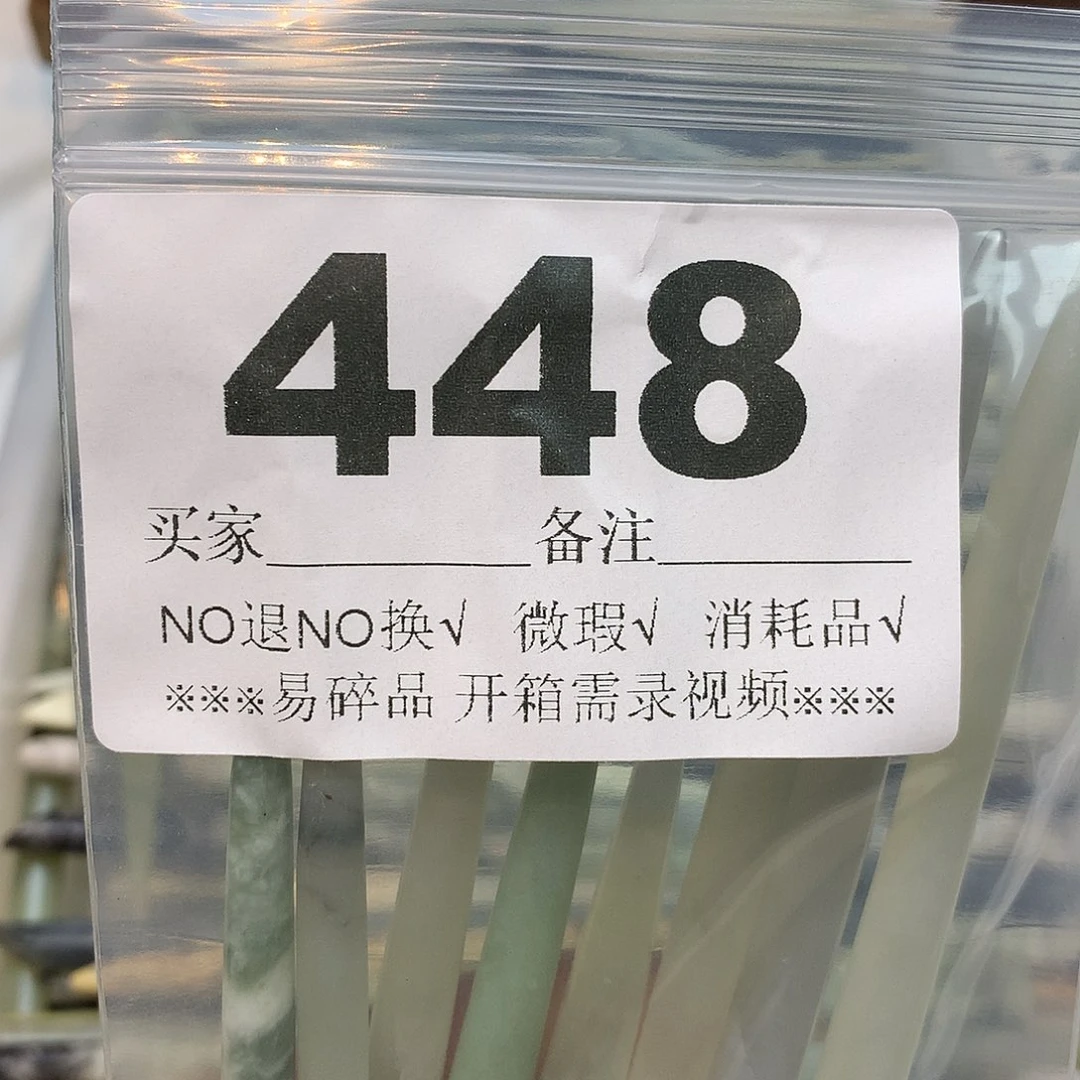 448
买家__________备注__________
NO退NO换√ 微瑕√ 消耗品√
※※※易碎品 开箱需录视频※※※